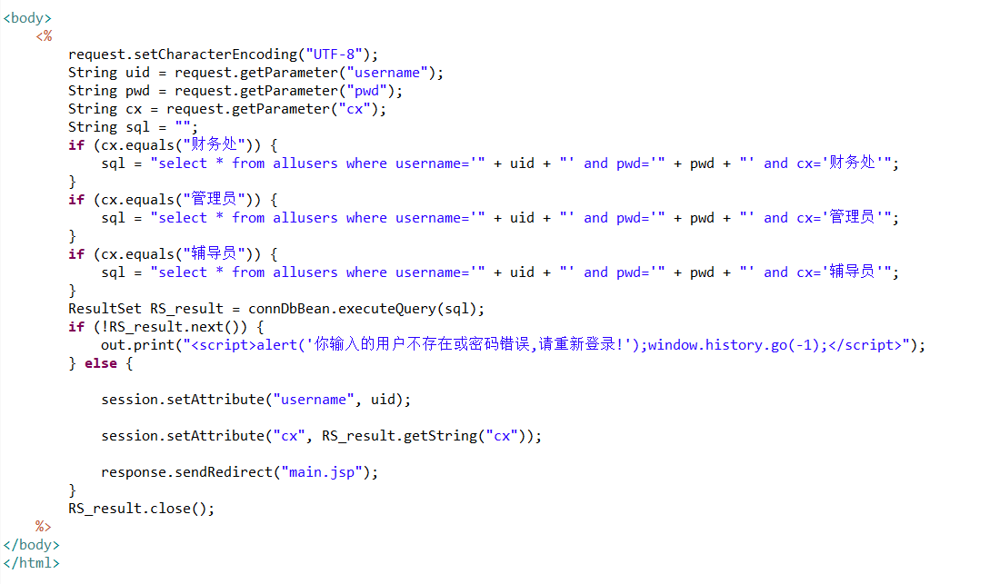 <body>
<%
request.setCharacterEncoding("UTF-8");
String uid = request.getParameter("username");
String pwd = request.getParameter("pwd");
String cx = request.getParameter("cx");
String sql = "";
if (cx.equals("财务处")) {
sql = "select * from allusers where username='" + uid + "' and pwd='" + pwd + "' and cx='财务处'";
}
if (cx.equals("管理员")) {
sql = "select * from allusers where username='" + uid + "' and pwd='" + pwd + "' and cx='管理员'";
}
if (cx.equals("辅导员")) {
sql = "select * from allusers where username='" + uid + "' and pwd='" + pwd + "' and cx='辅导员'";
}
ResultSet RS_result = connDbBean.executeQuery(sql);
if (!RS_result.next()) {
out.print("<script>alert('你输入的用户不存在或密码错误,请重新登录!');window.history.go(-1);</script>");
} else {
session.setAttribute("username", uid);
session.setAttribute("cx", RS_result.getString("cx"));
response.sendRedirect("main.jsp");
}
RS_result.close();
%>
</body>
</html>